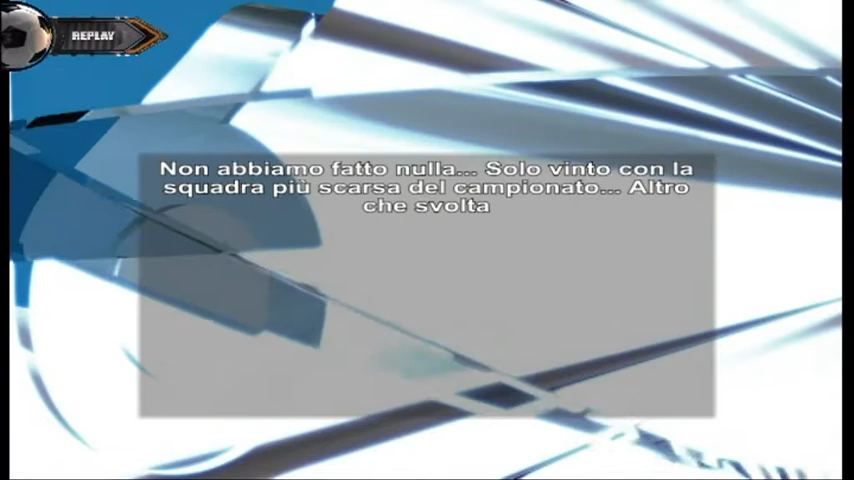 REPLAY
Non abbiamo fatto nulla... Solo vinto con la
squadra più scarsa del campionato... Altro
che svolta